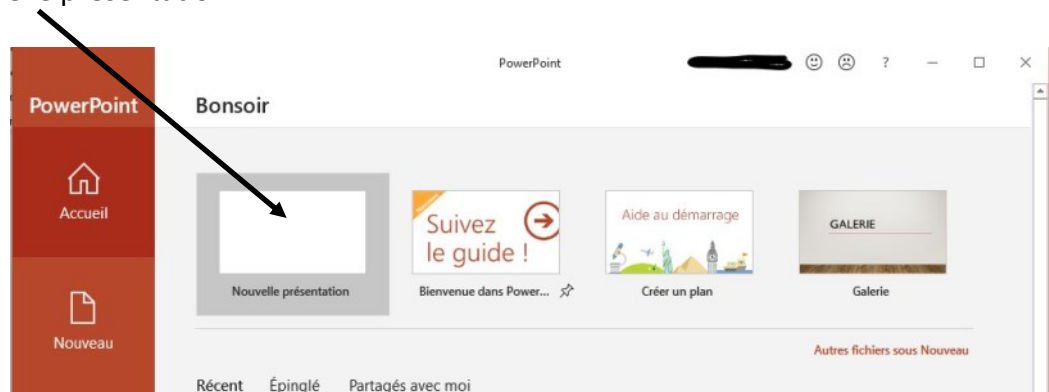 PowerPoint
?
PowerPoint
Bonsoir
Accueil
Nouveau
Suivez
le guide !
Aide au démarrage
GALERIE
Nouvelle présentation
Bienvenue dans Power...
Créer un plan
Galerie
Autres fichiers sous Nouveau
Récent Épinglé Partagés avec moi